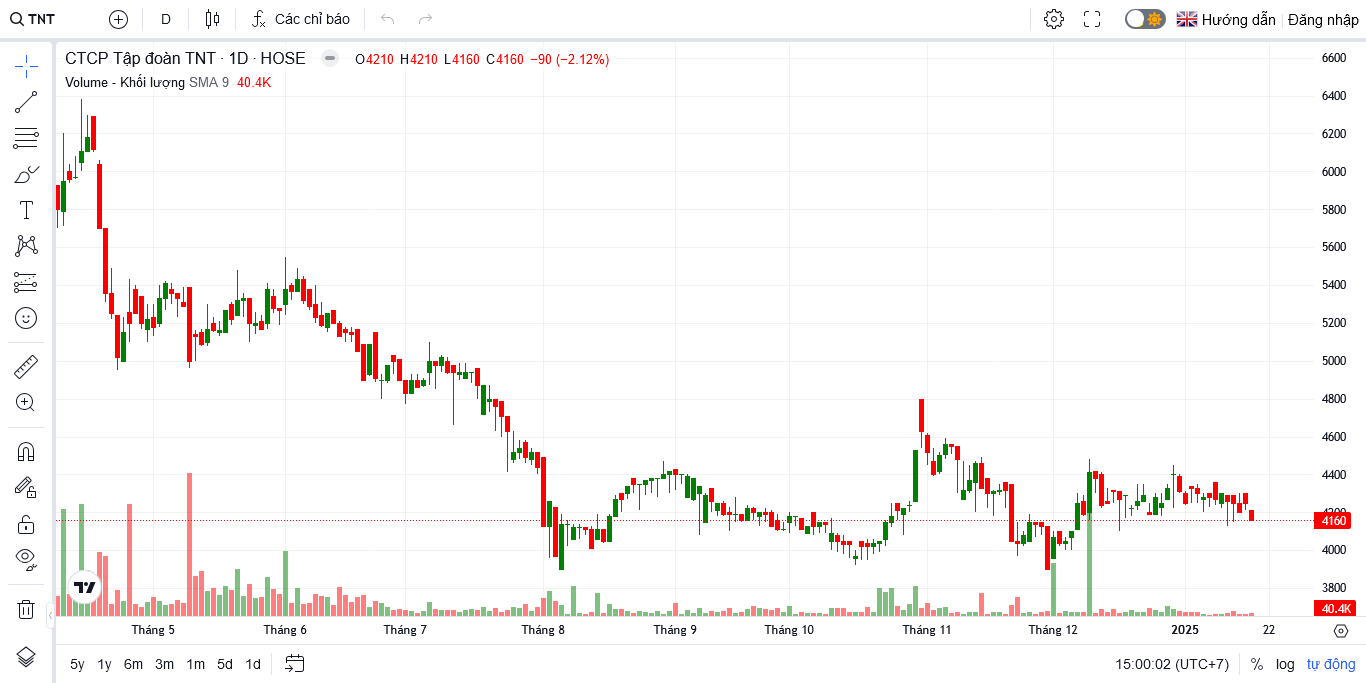 TNT D Các chỉ báo Hướng dẫn Đăng nhập
CTCP Tập đoàn TNT · 1D · HOSE O4210 H4210 L4160 C4160 −90 (−2.12%)
Volume - Khối lượng SMA 9 40.4K
6600
6400
6200
6000
5800
5600
5400
5200
5000
4800
4600
4400
4200
4160
4000
3800
40.4K
Tháng 5 Tháng 6 Tháng 7 Tháng 8 Tháng 9 Tháng 10 Tháng 11 Tháng 12 2025 22
5y 1y 6m 3m 1m 5d 1d 15:00:02 (UTC+7) % log tự động